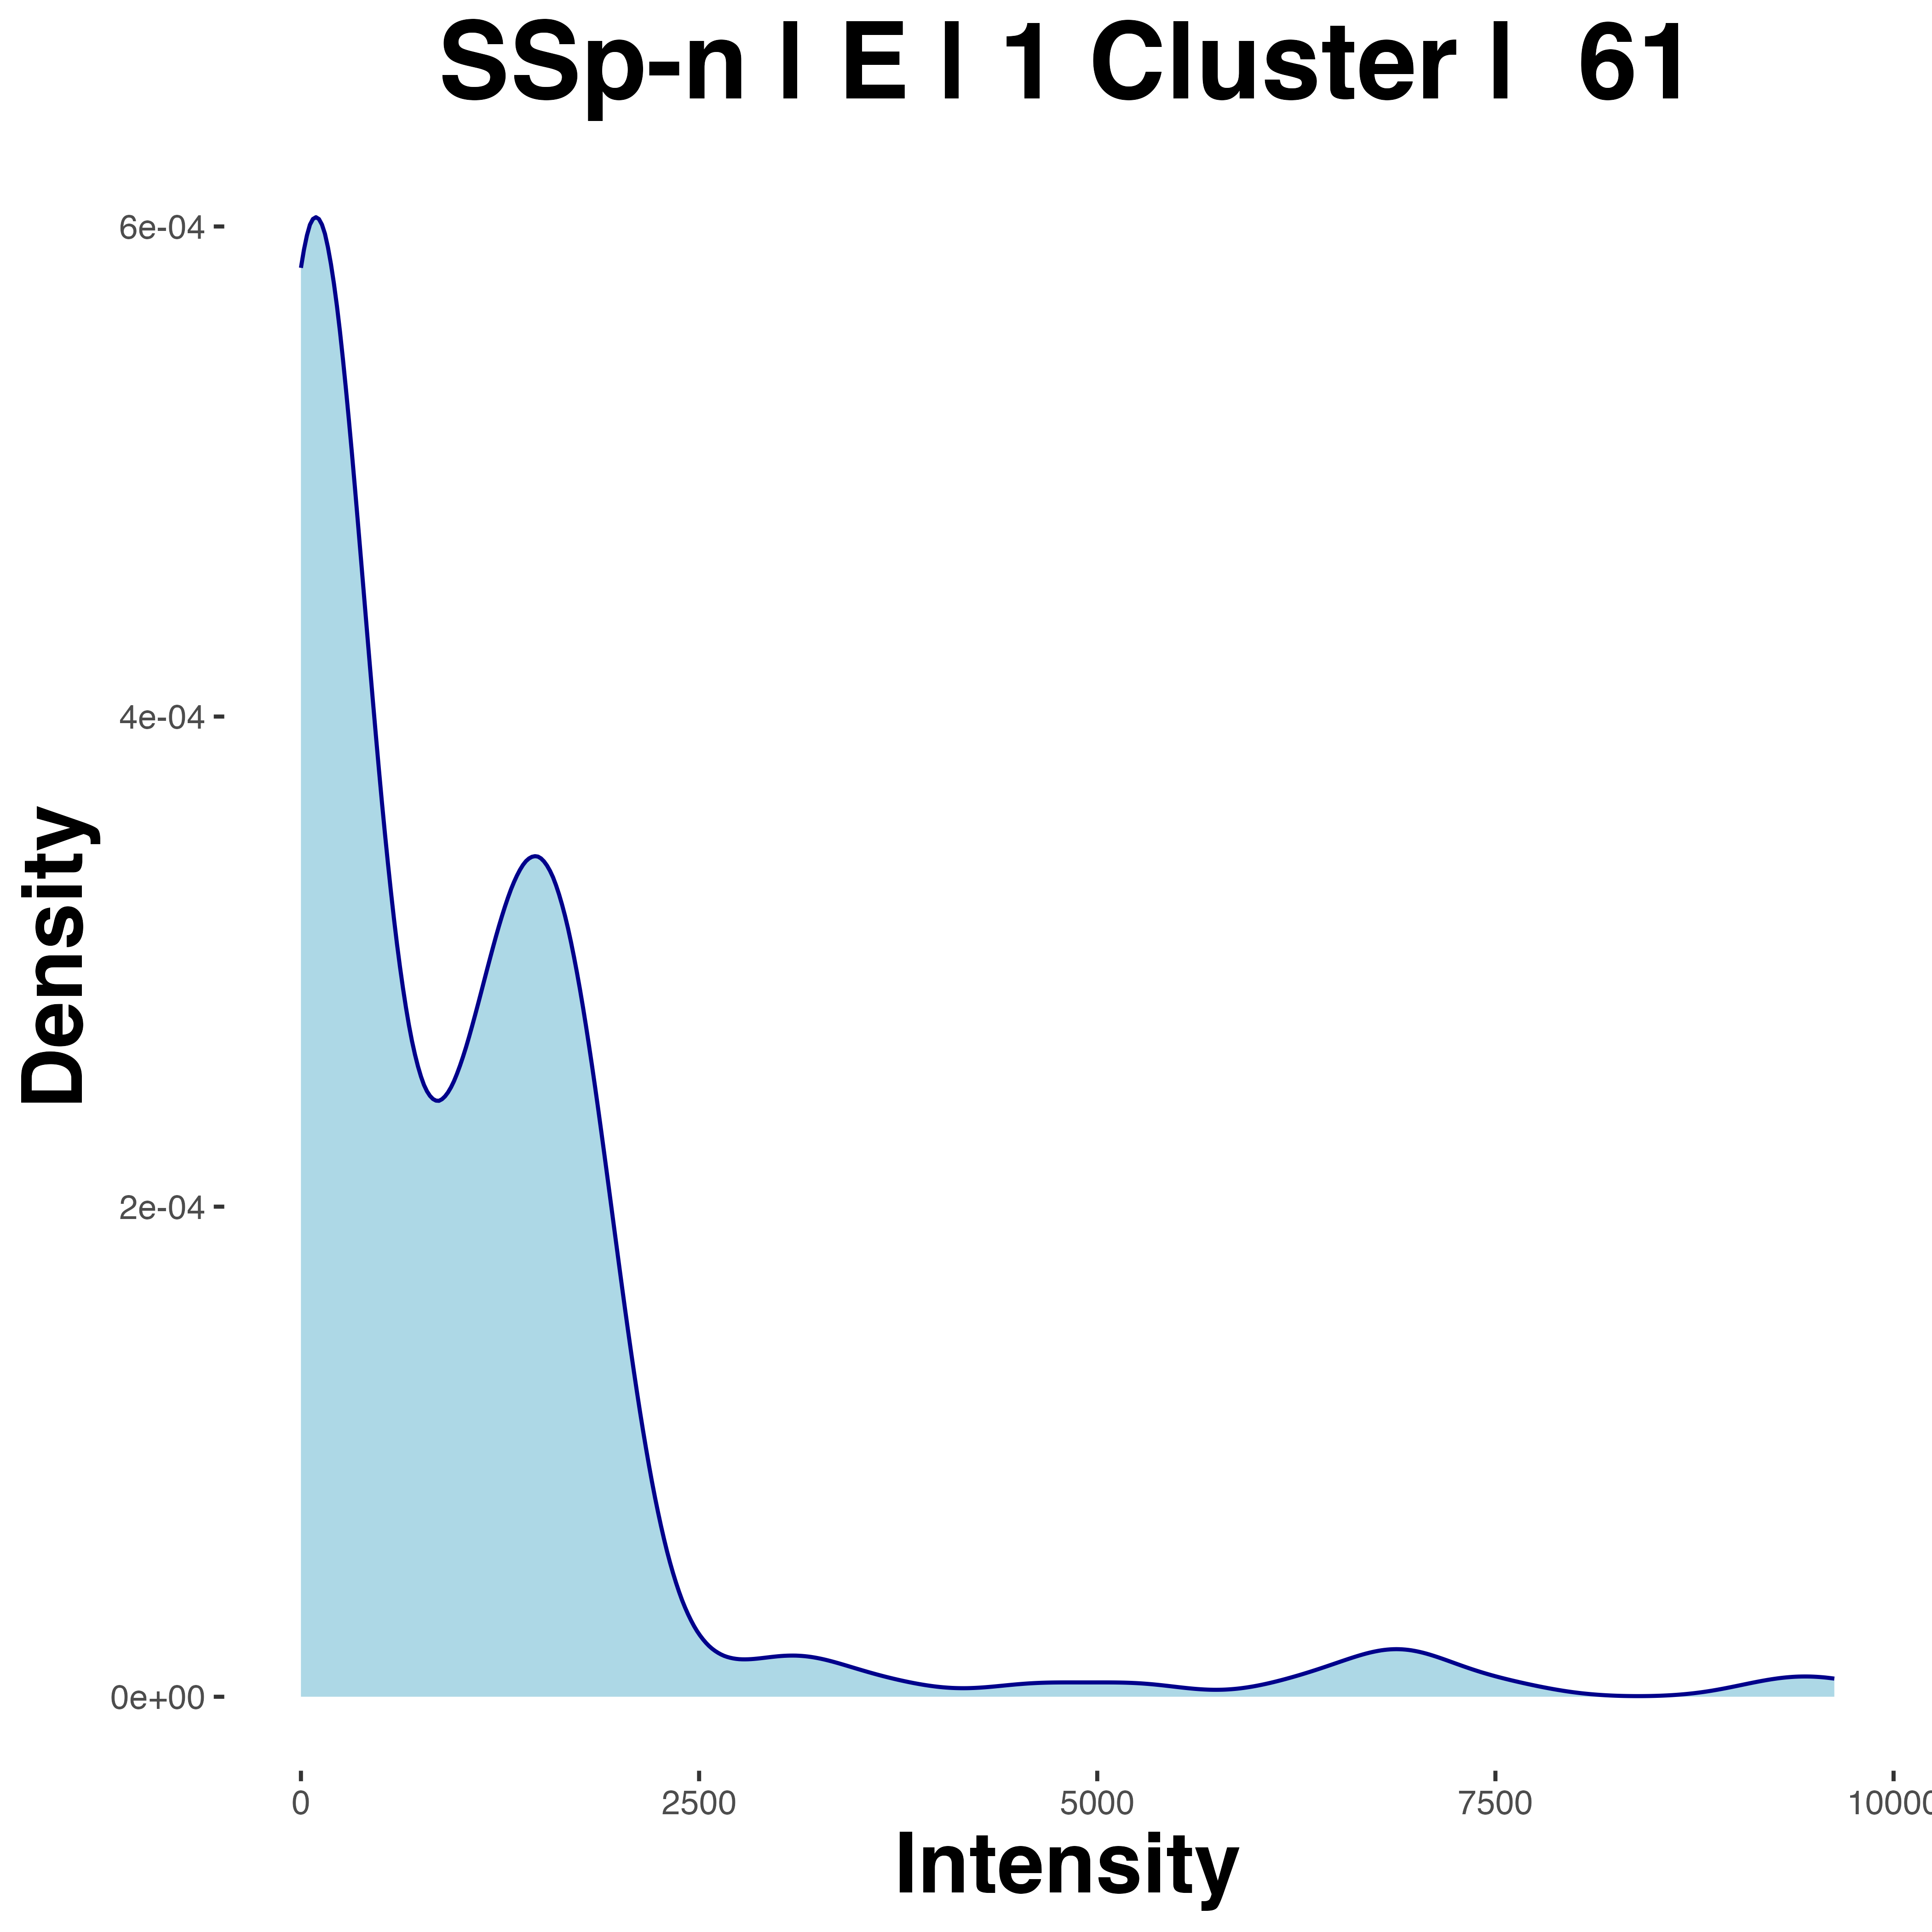 SSp-n | E | 1 Cluster | 61
6e-04
4e-04
2e-04
0e+00
Density
0
2500
5000
7500
10000
Intensity